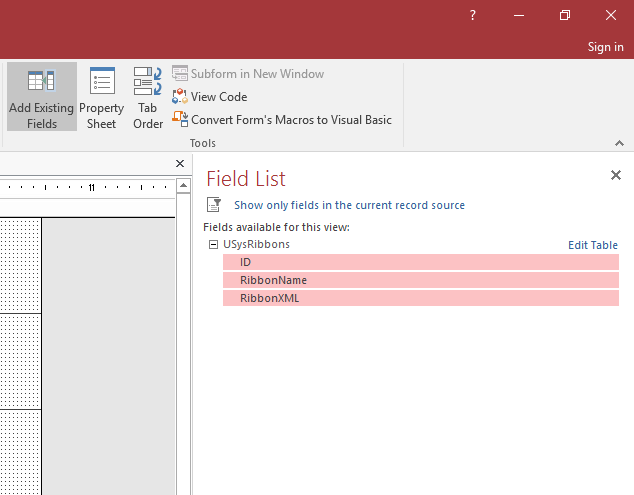 ?
Sign in
Add Existing
Fields
Property
Sheet
Tab
Order
Subform in New Window
View Code
Convert Form's Macros to Visual Basic
Tools
11
Field List
Show only fields in the current record source
Fields available for this view:
USysRibbons Edit Table
ID
RibbonName
RibbonXML